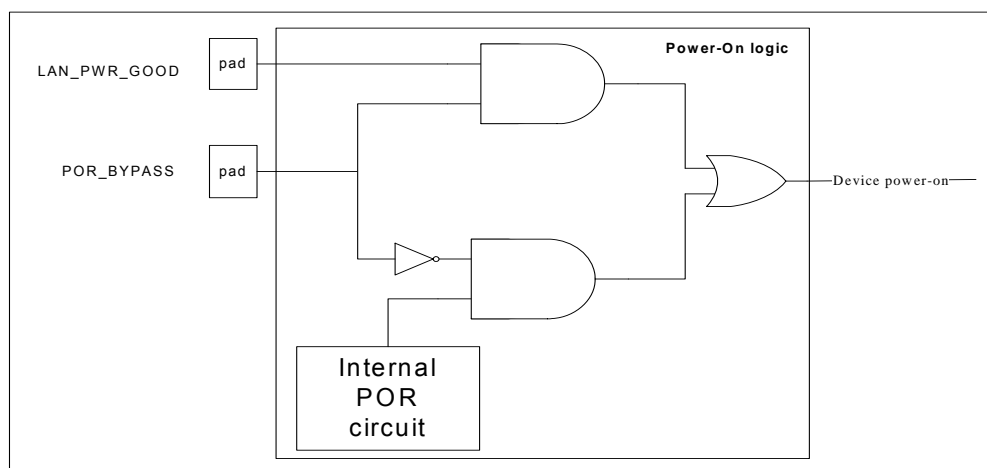 Power-On logic
LAN_PWR_GOOD
pad
POR_BYPASS
pad
Device power-on
Internal
POR
circuit